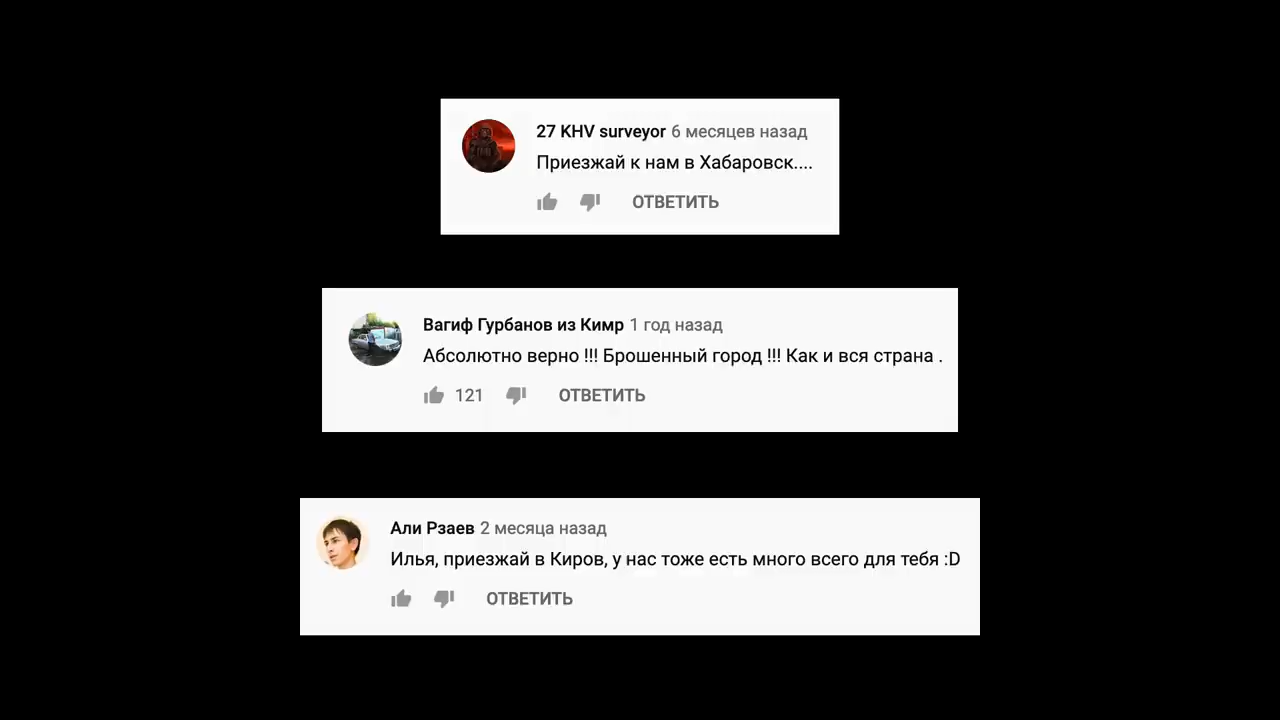 27 KHV surveyor 6 месяцев назад
Приезжай к нам в Хабаровск....
ОТВЕТИТЬ
Вагиф Гурбанов из Кимр 1 год назад
Абсолютно верно !!! Брошенный город !!! Как и вся страна .
121 ОТВЕТИТЬ
Али Рзаев 2 месяца назад
Илья, приезжай в Киров, у нас тоже есть много всего для тебя :D
ОТВЕТИТЬ